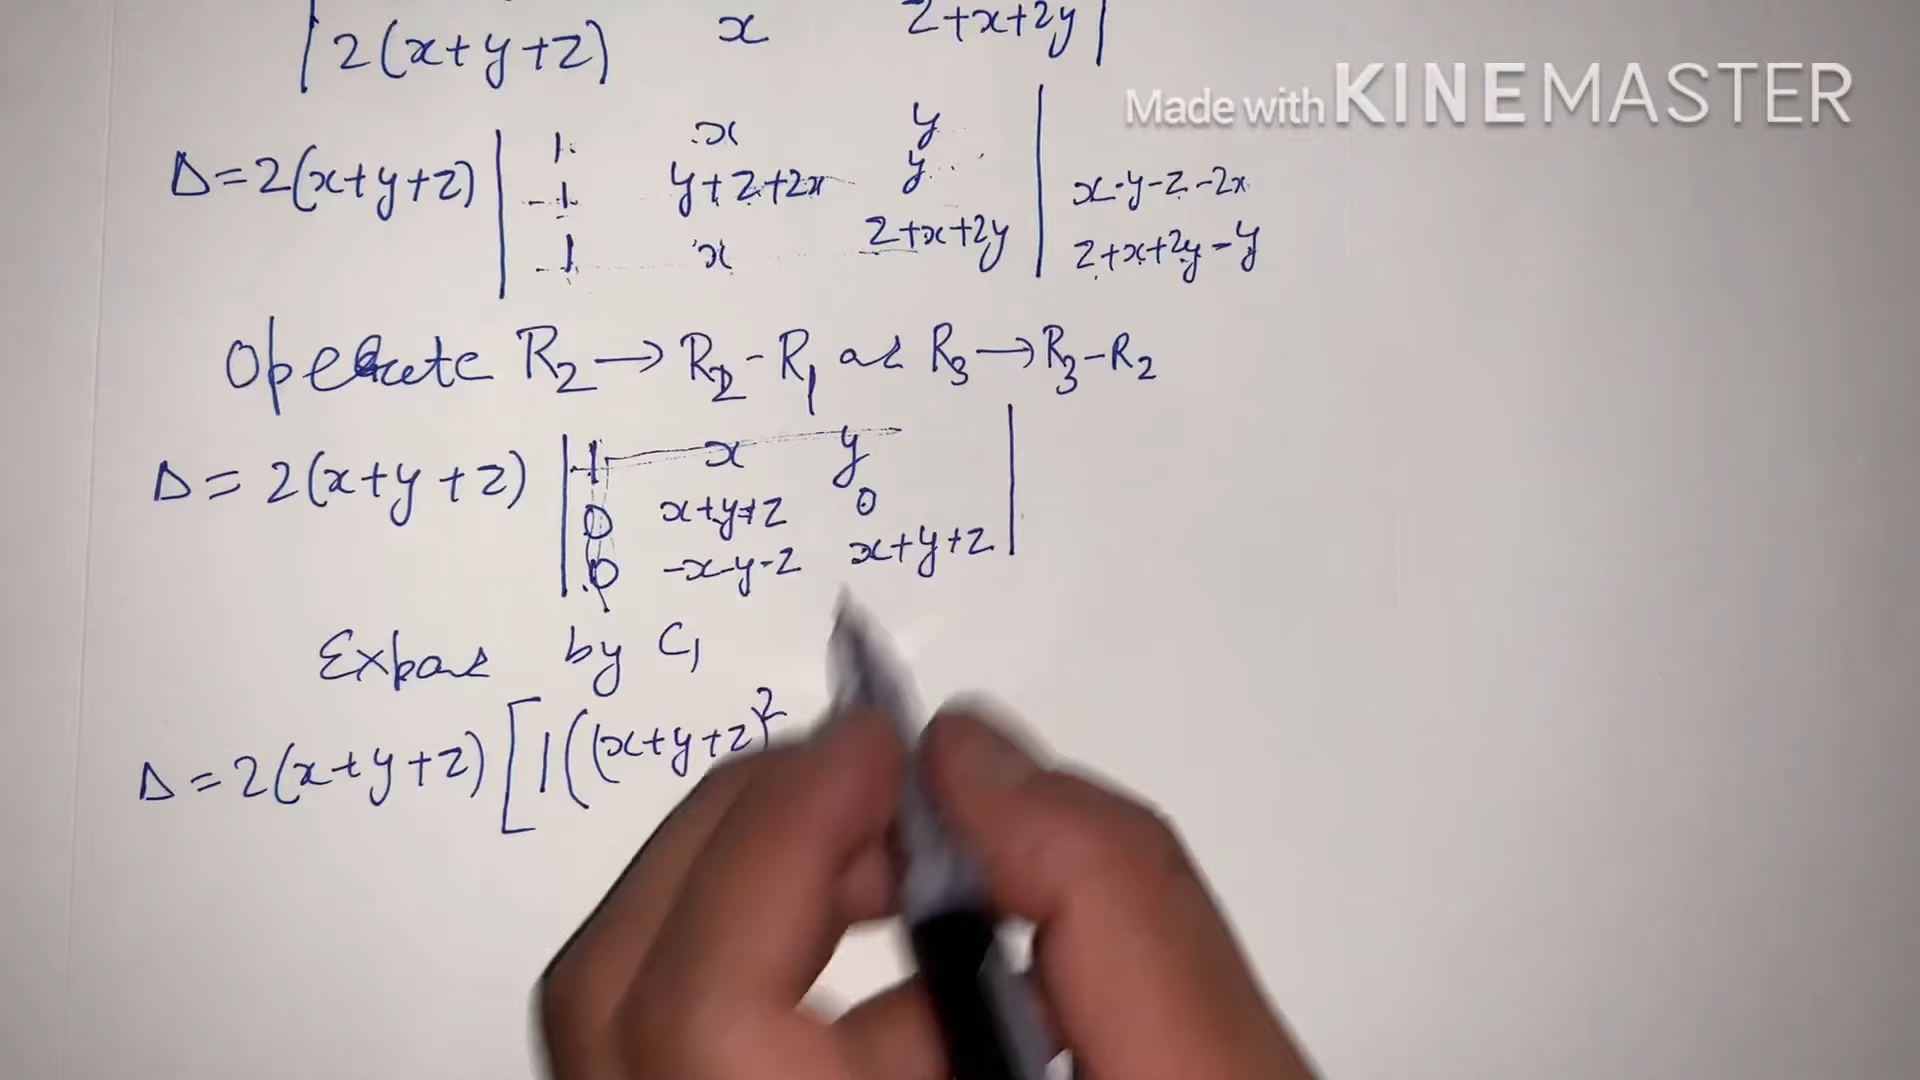 2(x+y+z) x z+x+2y
Made with KINEMASTER
Δ=2(x+y+z) | 1 x y |
1 y+z+2x y x-y-z-2x
1 x z+x+2y z+x+2y-y
Operate R2→R2-R1 as R3→R3-R2
Δ= 2(x+y+z) | 1 x y |
0 x+y+z 0
0 -x-y-z x+y+z
Expand by C1
Δ=2(x+y+z)[1((x+y+z)²